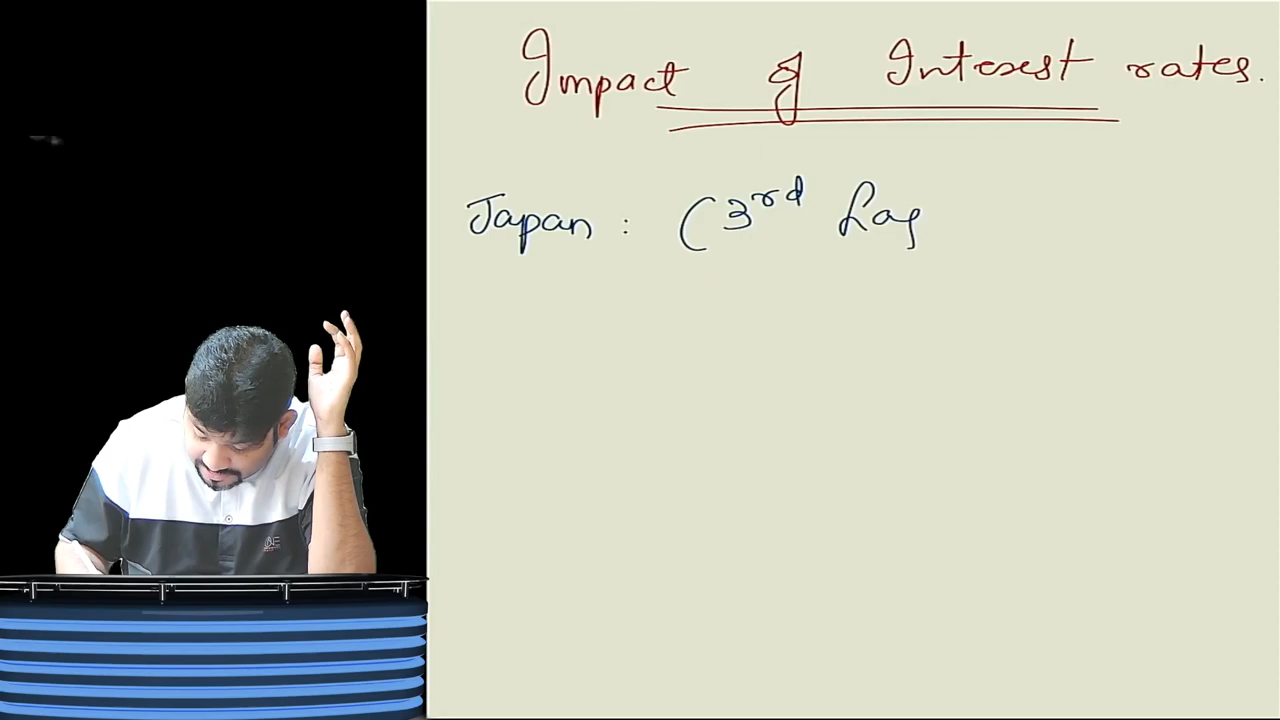 Impact of Interest rates.
Japan : (3rd Lar